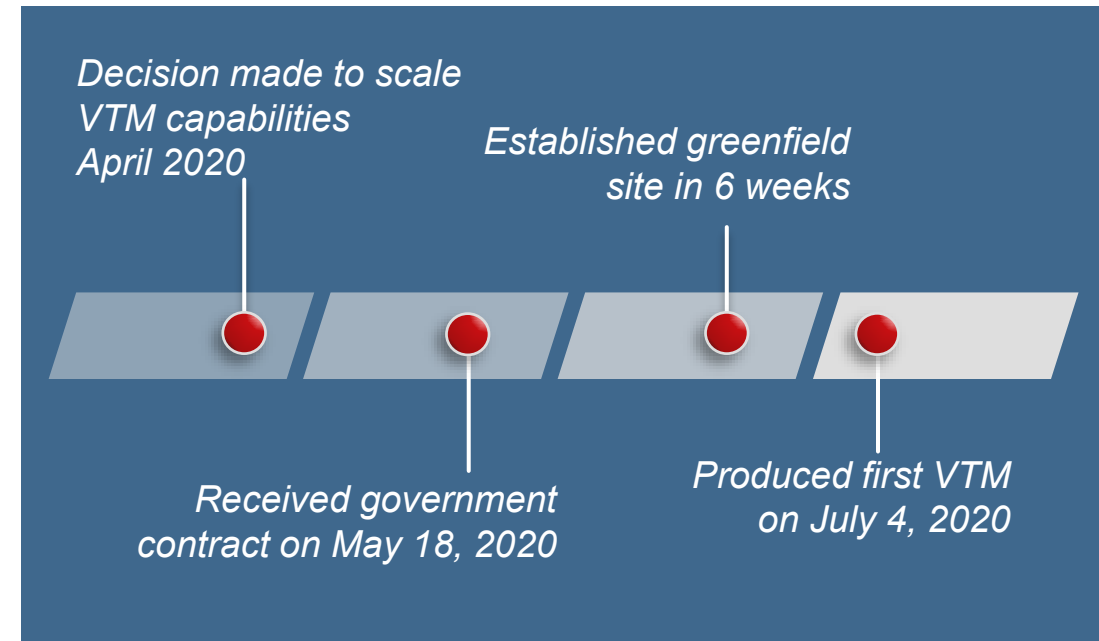 Decision made to scale
VTM capabilities
April 2020
Received government
contract on May 18, 2020
Established greenfield
site in 6 weeks
Produced first VTM
on July 4, 2020